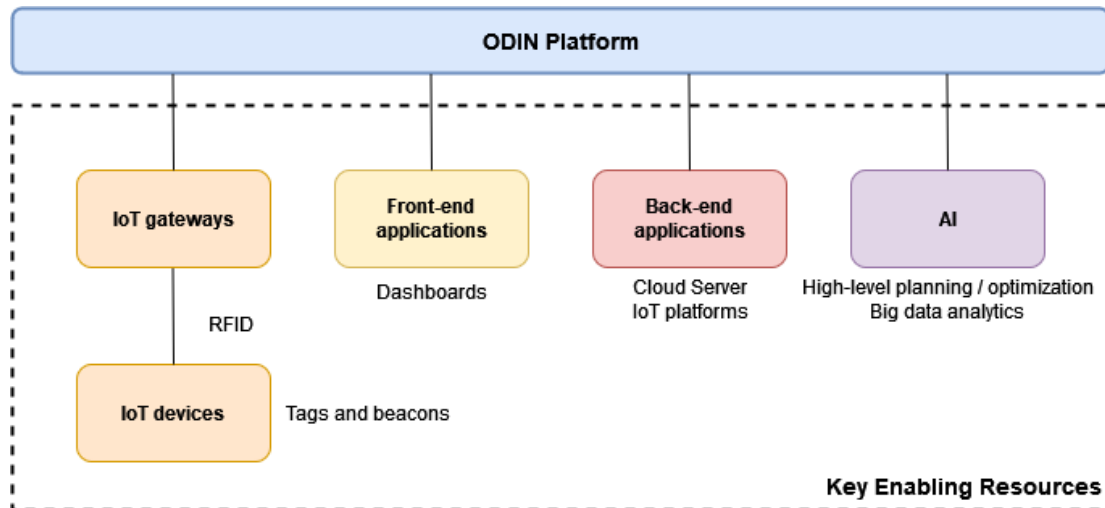 ODIN Platform
IoT gateways
Front-end
applications
Back-end
applications
AI
Dashboards
Cloud Server
IoT platforms
High-level planning / optimization
Big data analytics
RFID
IoT devices
Tags and beacons
Key Enabling Resources